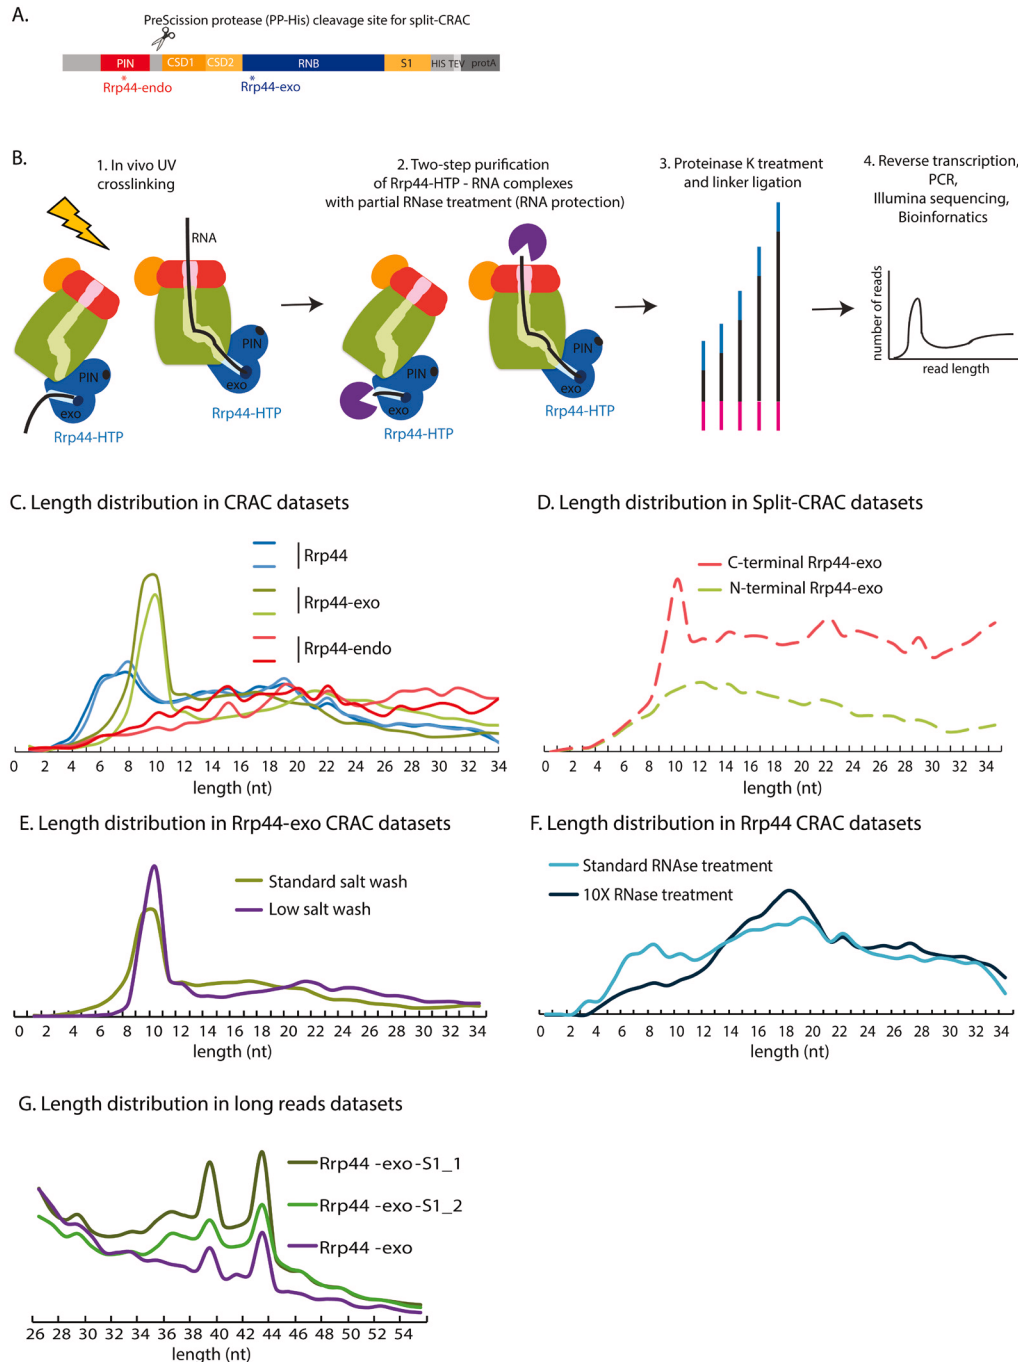 A.
PreScission protease (PP-His) cleavage site for split-CRAC
PIN CSD1 CSD2 RNB S1 HIS TEV protA
* *
Rrp44-endo Rrp44-exo
B.
1. In vivo UV
crosslinking
2. Two-step purification
of Rrp44-HTP - RNA complexes
with partial RNase treatment (RNA protection)
3. Proteinase K treatment
and linker ligation
4. Reverse transcription,
PCR,
Illumina sequencing,
Bioinfornatics
RNA
PIN
exo
Rrp44-HTP
PIN
exo
Rrp44-HTP
PIN
exo
Rrp44-HTP
PIN
exo
Rrp44-HTP
number of reads
read length
C. Length distribution in CRAC datasets
Rrp44
Rrp44-exo
Rrp44-endo
0 2 4 6 8 10 12 14 16 18 20 22 24 26 28 30 32 34
length (nt)
D. Length distribution in Split-CRAC datasets
C-terminal Rrp44-exo
N-terminal Rrp44-exo
0 2 4 6 8 10 12 14 16 18 20 22 24 26 28 30 32 34
length (nt)
E. Length distribution in Rrp44-exo CRAC datasets
Standard salt wash
Low salt wash
0 2 4 6 8 10 12 14 16 18 20 22 24 26 28 30 32 34
length (nt)
F. Length distribution in Rrp44 CRAC datasets
Standard RNAse treatment
10X RNase treatment
0 2 4 6 8 10 12 14 16 18 20 22 24 26 28 30 32 34
length (nt)
G. Length distribution in long reads datasets
Rrp44 -exo-S1_1
Rrp44 -exo-S1_2
Rrp44 -exo
26 28 30 32 34 36 38 40 42 44 46 48 50 52 54
length (nt)